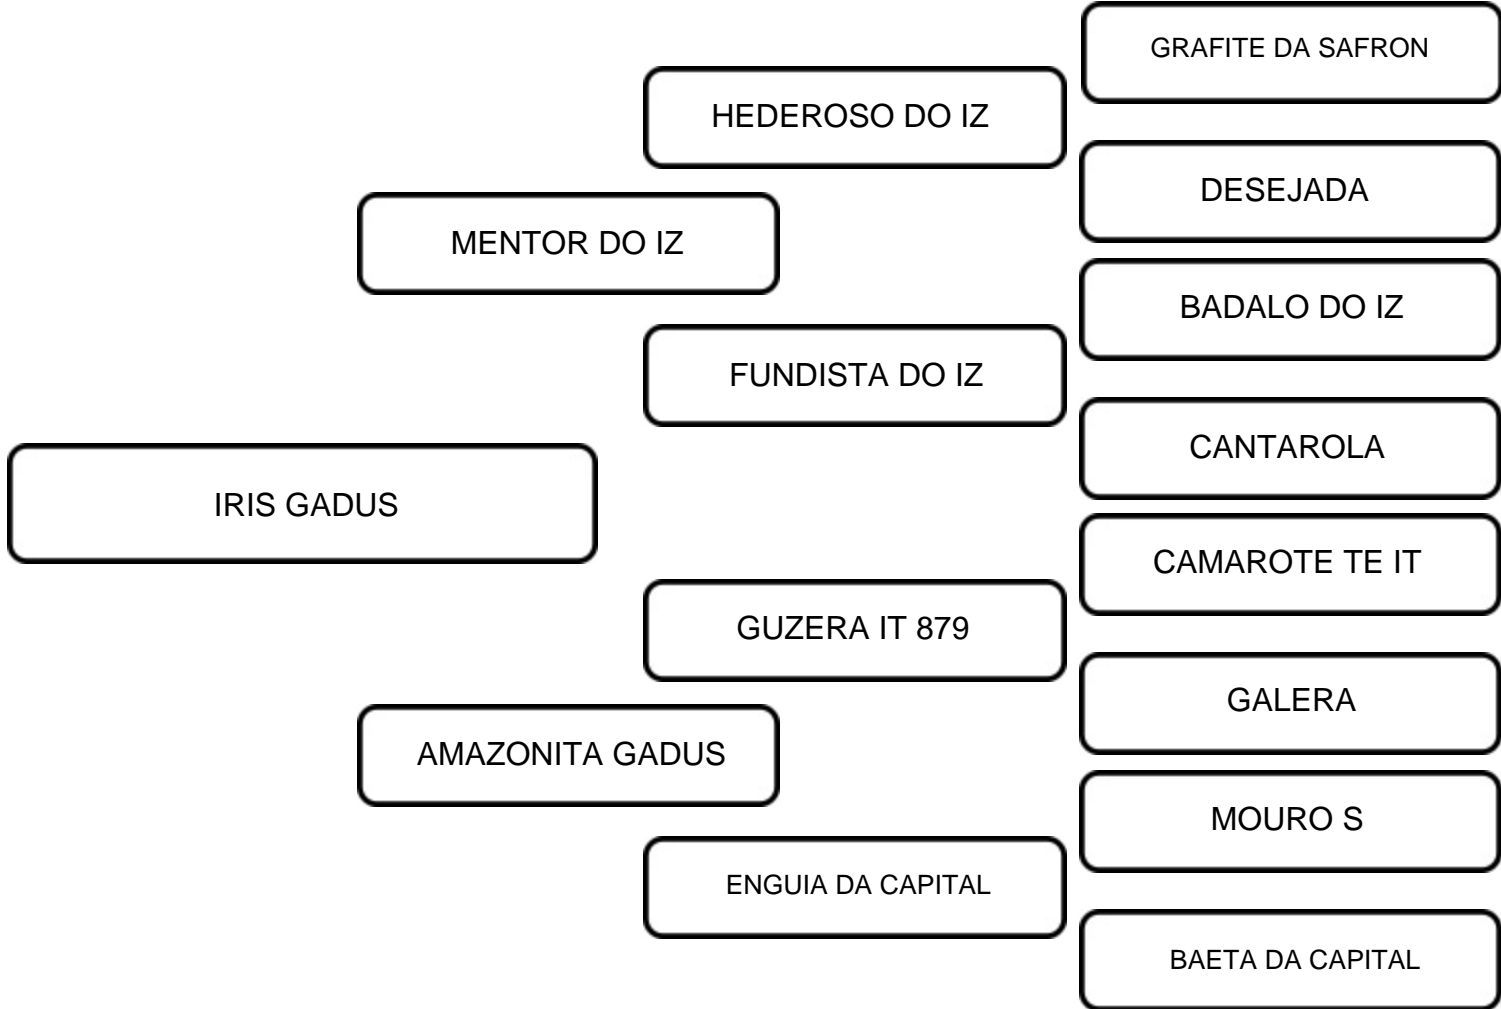 GRAFITE DA SAFRON
HEDEROSO DO IZ
DESEJADA
MENTOR DO IZ
BADALO DO IZ
FUNDISTA DO IZ
CANTAROLA
IRIS GADUS
CAMAROTE TE IT
GUZERA IT 879
GALERA
AMAZONITA GADUS
MOURO S
ENGUIA DA CAPITAL
BAETA DA CAPITAL